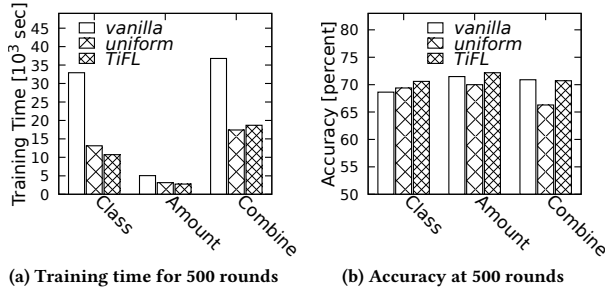 Training Time [10³ sec]
45
40
35
30
25
20
15
10
5
0
vanilla
uniform
TiFL
Class
Amount
Combine
(a) Training time for 500 rounds
Accuracy [percent]
80
75
70
65
60
55
50
vanilla
uniform
TiFL
Class
Amount
Combine
(b) Accuracy at 500 rounds